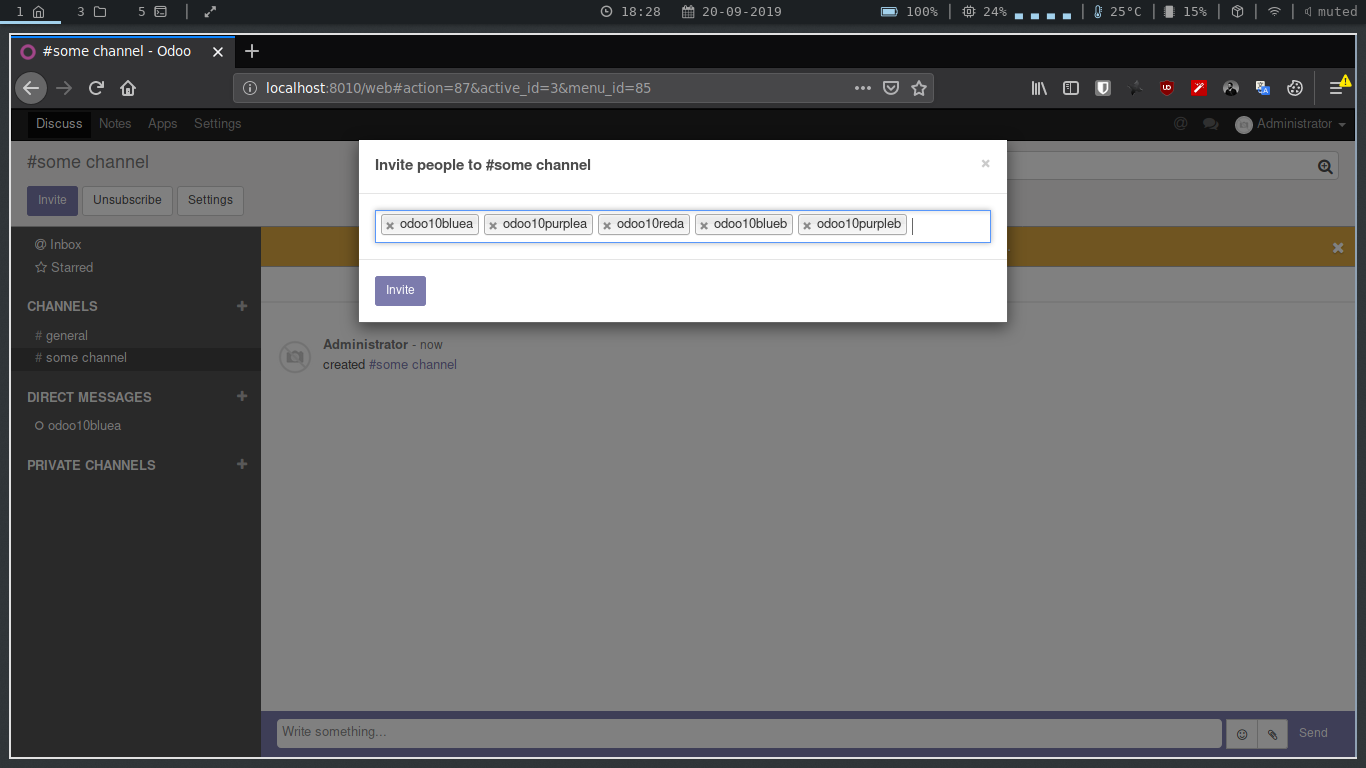 1 3 5 18:28 20-09-2019 100% 24% 25°C 15% muted
#some channel - Odoo
localhost:8010/web#action=87&active_id=3&menu_id=85
Discuss Notes Apps Settings @ Administrator
#some channel
Invite Unsubscribe Settings
Invite people to #some channel ×
× odoo10bluea × odoo10purplea × odoo10reda × odoo10blueb × odoo10purpleb
Invite
@ Inbox
Starred
CHANNELS +
# general
# some channel
DIRECT MESSAGES +
odoo10bluea
PRIVATE CHANNELS +
Administrator - now
created #some channel
Write something...
Send